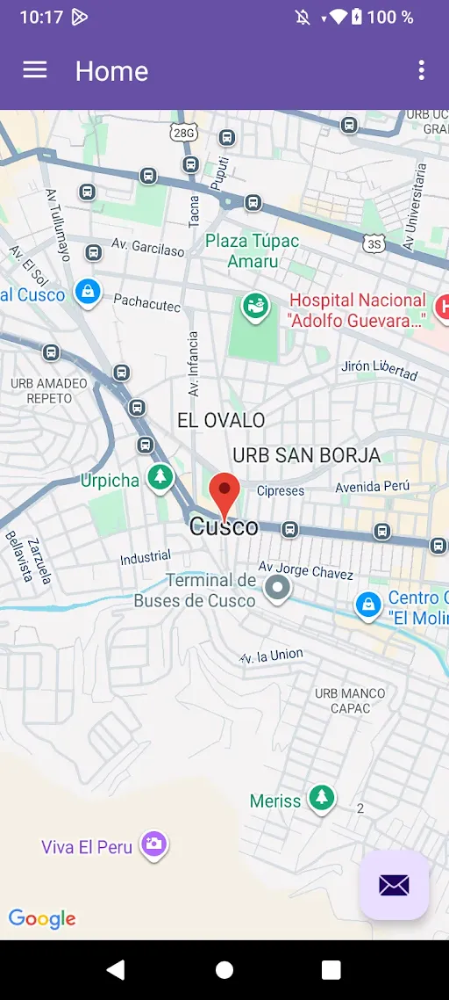 10:17
100 %
Home
URB UC
GRA
28G
Puputi
Tacna
Av Universitaria
Av Tullumayo
Av. Garcilaso
Plaza Túpac
Amaru
3S
Av. El Sol
al Cusco
Pachacutec
Hospital Nacional
"Adolfo Guevara..."
H
Av. Infancia
Jirón Libertad
URB AMADEO
REPETO
EL OVALO
URB SAN BORJA
Urpicha
Cipreses
Avenida Perú
Cusco
Zarzuela
Bellavista
Industrial
Av Jorge Chavez
Terminal de
Buses de Cusco
Centro C
"El Molin
Av. la Union
URB MANCO
CAPAC
Meriss
2
Viva El Peru
Google